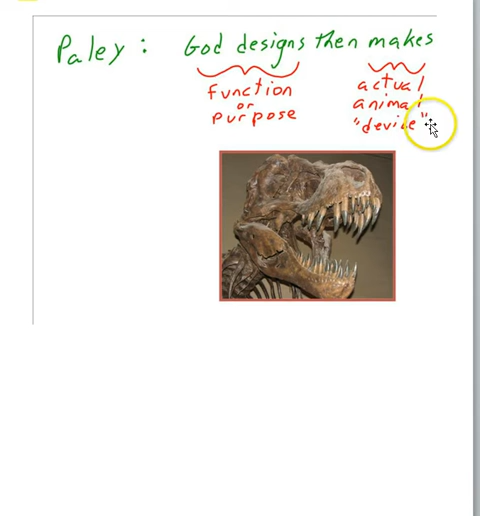 Paley : God designs then makes
function
or
purpose
actual
animal
"device"